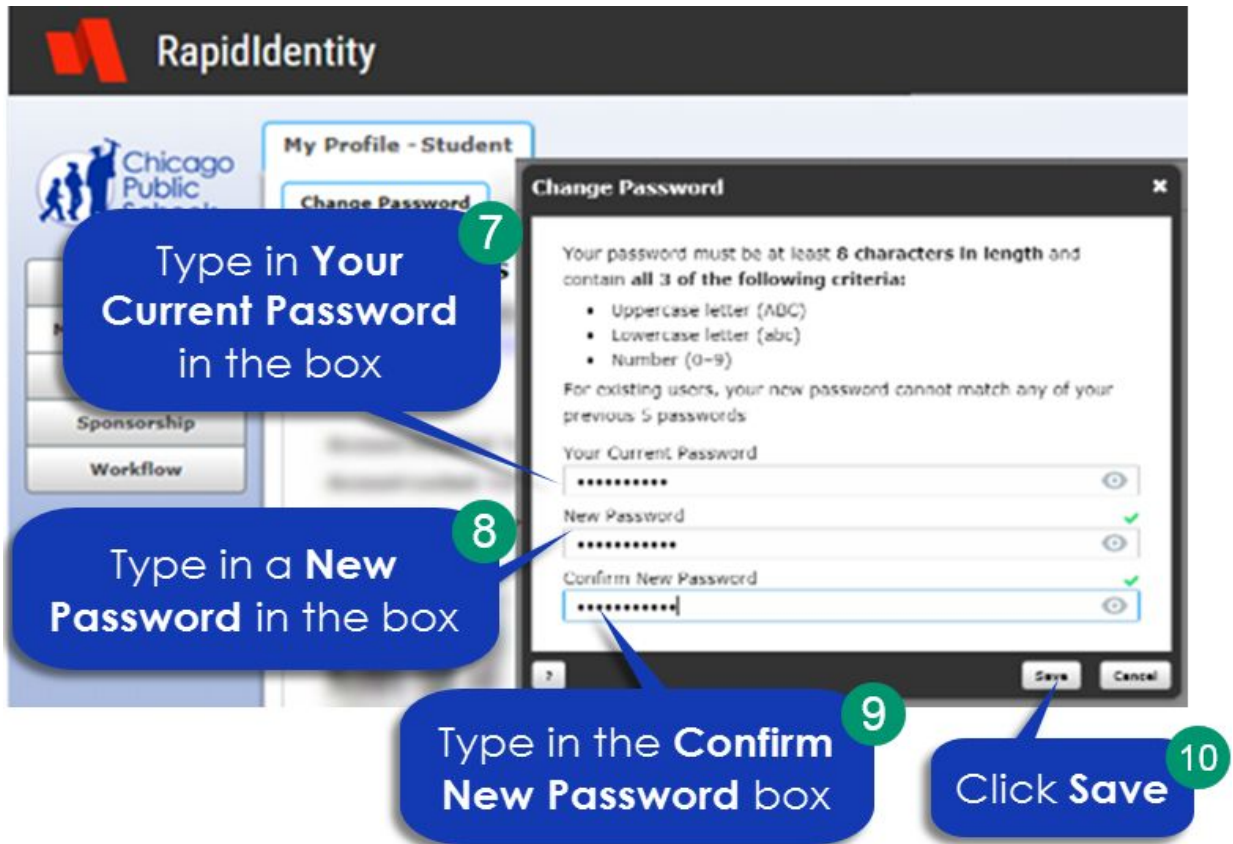 RapidIdentity
Chicago
Public
My Profile - Student
Change Password
Sponsorship
Workflow
Change Password
Your password must be at least 8 characters in length and
contain all 3 of the following criteria:
• Uppercase letter (ABC)
• Lowercase letter (abc)
• Number (0-9)
For existing users, your new password cannot match any of your
previous 5 passwords
Your Current Password
••••••••••
New Password
•••••••••••
Confirm New Password
•••••••••••
?
Save
Cancel
7
Type in Your
Current Password
in the box
8
Type in a New
Password in the box
9
Type in the Confirm
New Password box
10
Click Save